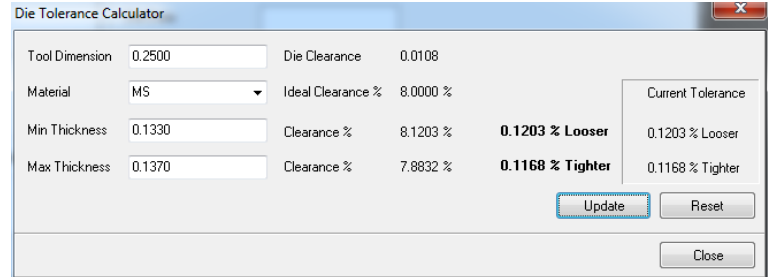 Die Tolerance Calculator
Tool Dimension 0.2500 Die Clearance 0.0108
Material MS Ideal Clearance % 8.0000 % Current Tolerance
Min Thickness 0.1330 Clearance % 8.1203 % 0.1203 % Looser 0.1203 % Looser
Max Thickness 0.1370 Clearance % 7.8832 % 0.1168 % Tighter 0.1168 % Tighter
Update Reset
Close